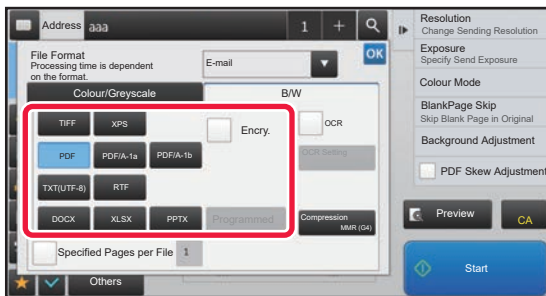 Address aaa
1 +
File Format
Processing time is dependent
on the format.
E-mail
OK
Colour/Greyscale
B/W
TIFF XPS
Encry.
OCR
PDF PDF/A-1a PDF/A-1b
OCR Setting
TXT(UTF-8) RTF
DOCX XLSX PPTX
Programmed
Compression
MMR (G4)
Specified Pages per File 1
Others
Resolution
Change Sending Resolution
Exposure
Specify Send Exposure
Colour Mode
BlankPage Skip
Skip Blank Page in Original
Background Adjustment
PDF Skew Adjustment
Preview
CA
Start